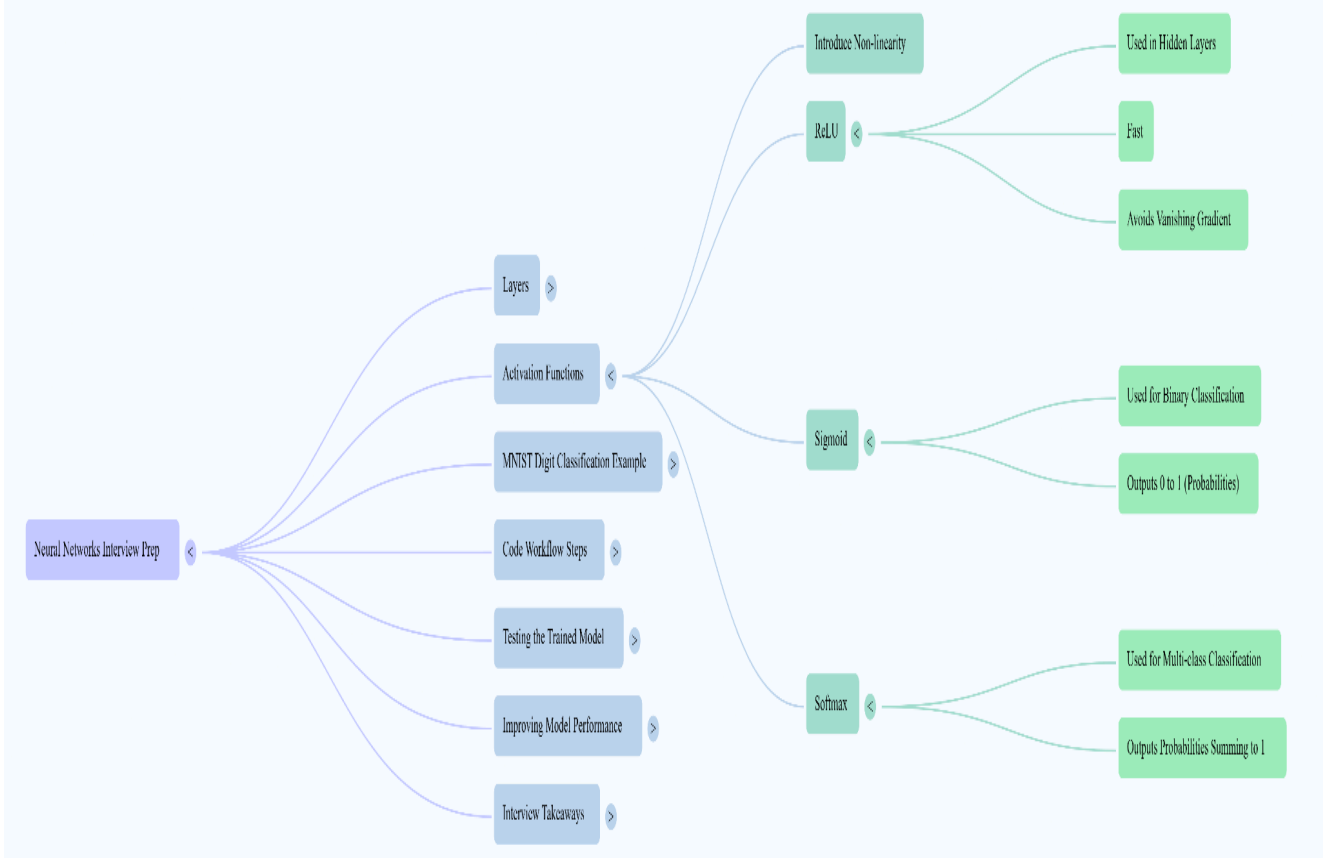 Neural Networks Interview Prep
Layers
Activation Functions
Introduce Non-linearity
ReLU
Used in Hidden Layers
Fast
Avoids Vanishing Gradient
Sigmoid
Used for Binary Classification
Outputs 0 to 1 (Probabilities)
Softmax
Used for Multi-class Classification
Outputs Probabilities Summing to 1
MNIST Digit Classification Example
Code Workflow Steps
Testing the Trained Model
Improving Model Performance
Interview Takeaways